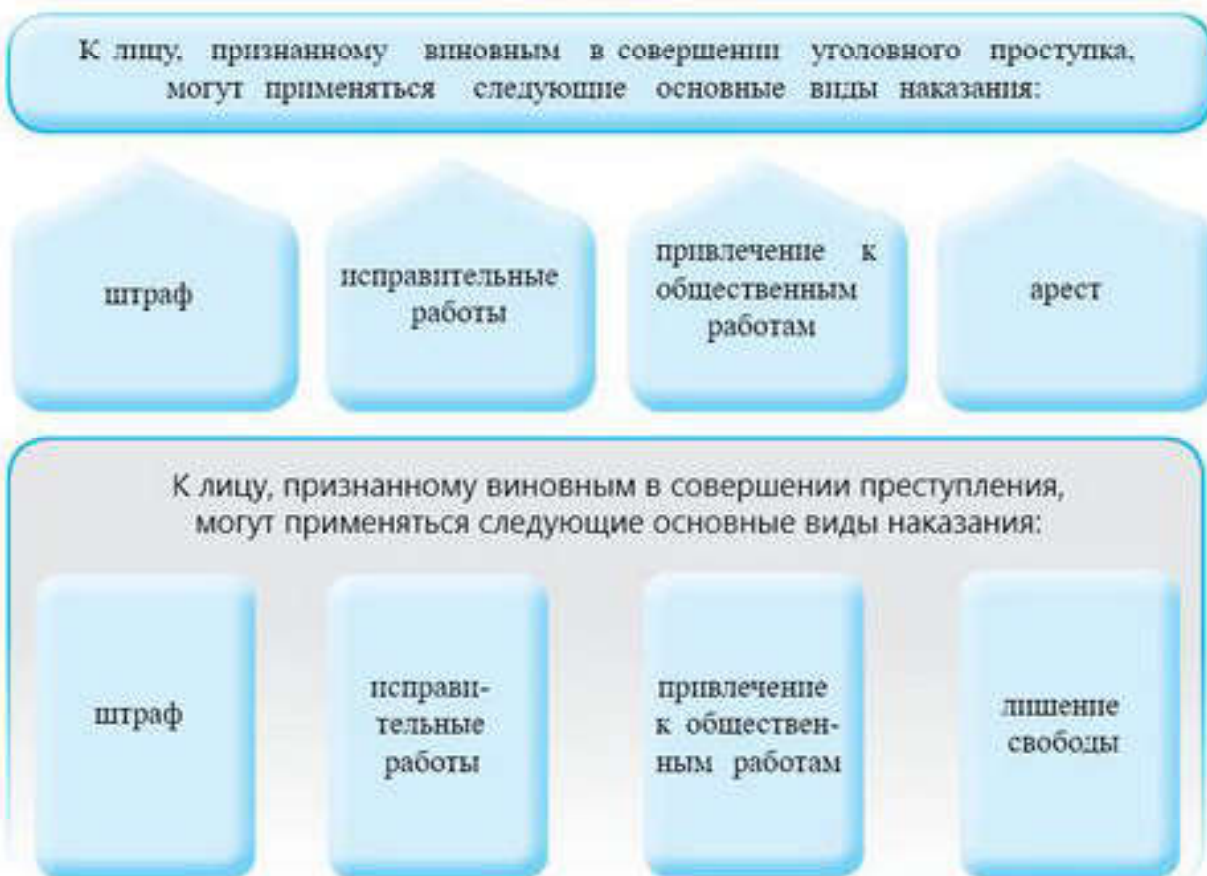 К лицу, признанному виновным в совершении уголовного проступка,
могут применяться следующие основные виды наказания:
штраф
исправительные
работы
привлечение к
общественным
работам
арест
К лицу, признанному виновным в совершении преступления,
могут применяться следующие основные виды наказания:
штраф
исправи-
тельные
работы
привлечение
к обществен-
ным работам
лишение
свободы